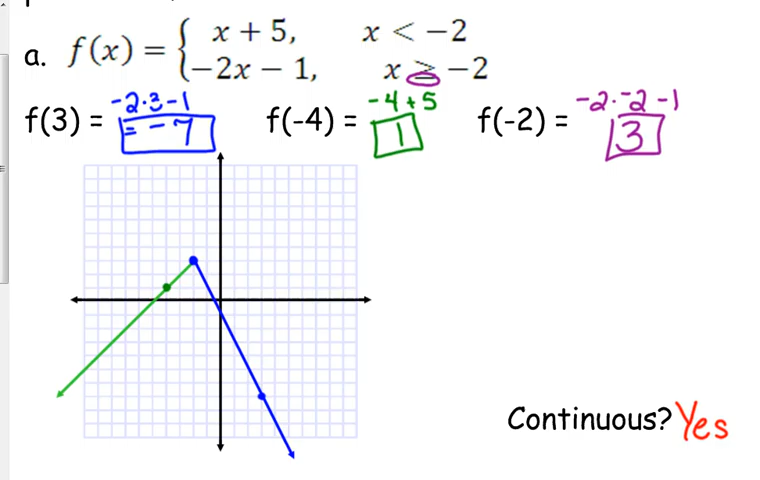 a. f(x) = { x + 5, x < −2
−2x − 1, x ≥ −2
-2·3-1 -4+5 -2·-2-1
f(3) = = -7 f(-4) = 1 f(-2) = 3
Continuous? Yes